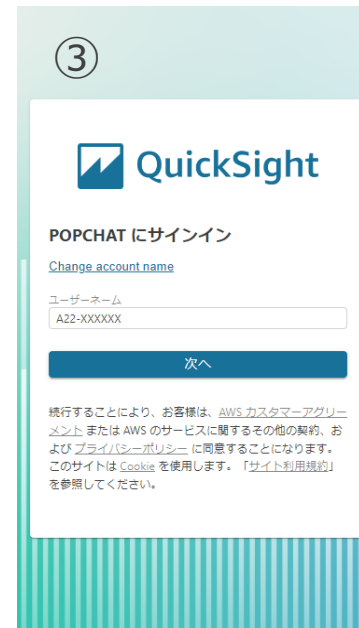 ③
QuickSight
POPCHAT にサインイン
Change account name
ユーザーネーム
A22-XXXXXX
次へ
続行することにより、お客様は、AWS カスタマーアグリー
メント または AWS のサービスに関するその他の契約、お
よび プライバシーポリシー に同意することになります。
このサイトは Cookie を使用します。「サイト利用規約」
を参照してください。